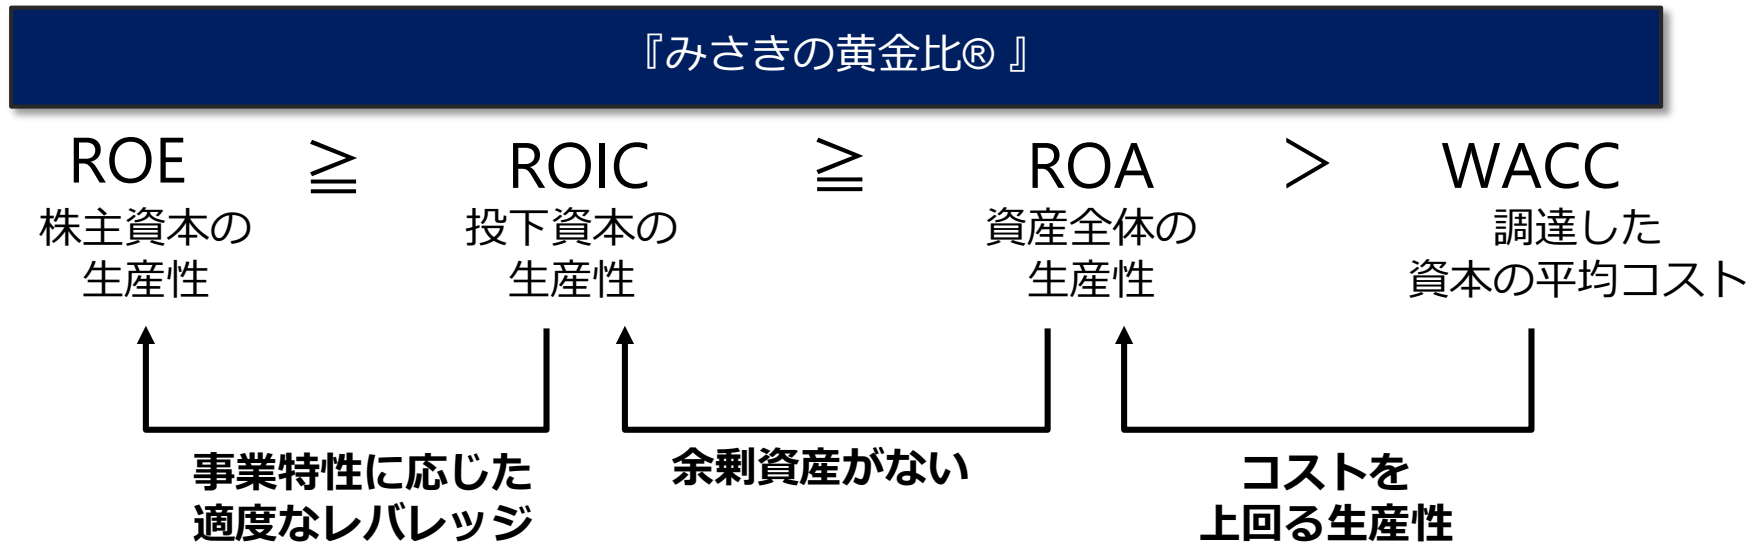 『みさきの黄金比® 』
ROE ≧ ROIC ≧ ROA ＞ WACC
株主資本の
生産性
投下資本の
生産性
資産全体の
生産性
調達した
資本の平均コスト
事業特性に応じた
適度なレバレッジ
余剰資産がない
コストを
上回る生産性